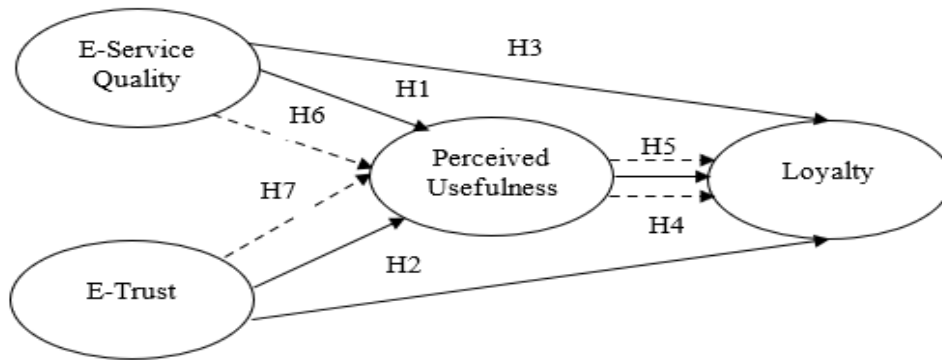 E-Service
Quality
H3
H1
H6
Perceived
Usefulness
H5
Loyalty
H7
H4
H2
E-Trust